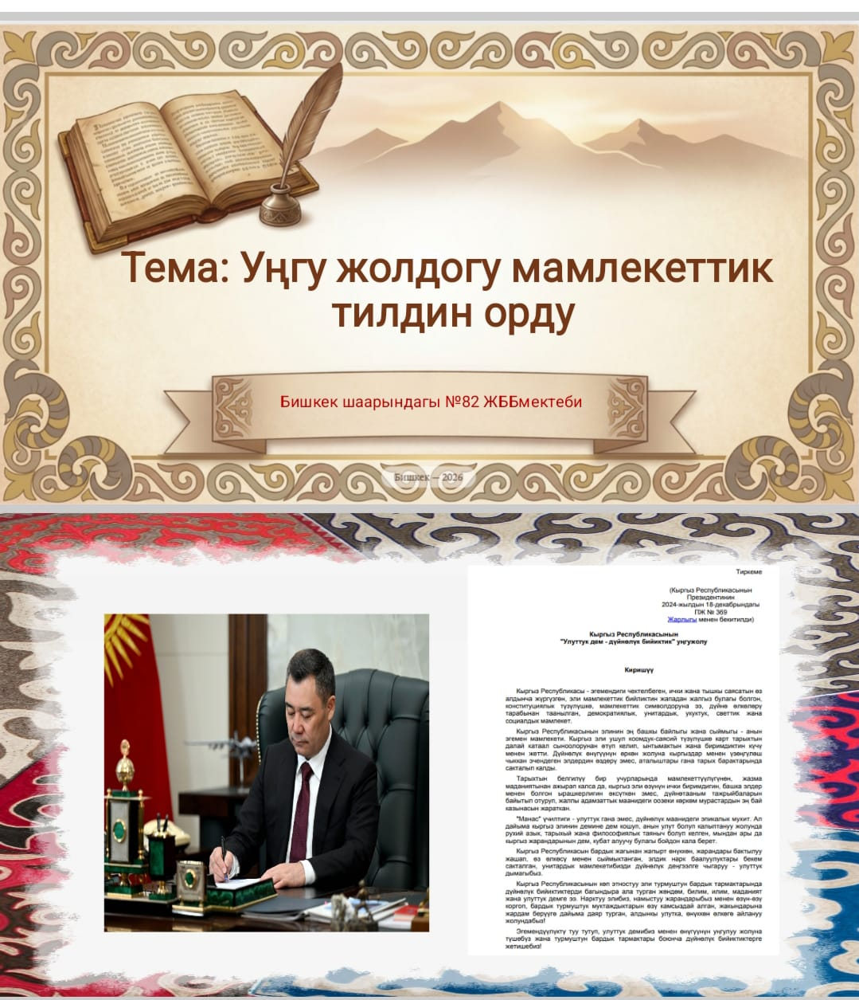 Тема: Уңгу жолдогу мамлекеттик
тилдин орду
Бишкек шаарындагы №82 ЖББмектеби
Бишкек – 2026
Тиркеме
(Кыргыз Республикасынын
Президентинин
2024-жылдын 18-декабрындагы
ПЖ № 369
Жарлыгы менен бекитилди)
Кыргыз Республикасынын
"Улуттук дем - дүйнөлүк бийиктик" уңгужолу
Киришүү
Кыргыз Республикасы - эгемендиги чектелбеген, ички жана тышкы саясатын өз
алдынча жүргүзгөн, эли мамлекеттик бийликтин жападан жалгыз булагы болгон,
конституциялык түзүлүшкө, мамлекеттик символдоруна ээ, дүйнө өлкөлөрү
тарабынан таанылган, демократиялык, унитардык, укуктук, светтик жана
социалдык мамлекет.
Кыргыз Республикасынын элинин эң башкы байлыгы жана сыймыгы - анын
эгемен мамлекети. Кыргыз эли ушул коомдук-саясий түзүлүшкө карт тарыхтын
далай катаал сыноолорунан өтүп келип, ынтымактын жана биримдиктин күчү
менен жетти. Дүйнөлүк өнүгүүнүн өркөн жолуна кыргыздар менен үзөңгүлөш
чыккан эчендеген элдердин өздөрү эмес, аталыштары гана тарых барактарында
сакталып калды.
Тарыхтын белгилүү бир учурларында мамлекеттүүлүгүнөн, жазма
маданиятынан ажырап калса да, кыргыз эли өзүнүн ички биримдигин, башка элдер
менен болгон ырашкерлигин өксүткөн эмес, дүйнөтааным тажрыйбаларын
байытып отуруп, жалпы адамзаттык маанидеги оозеки көркөм мурастардын эң бай
казынасын жараткан.
"Манас" үчилтиги - улуттук гана эмес, дүйнөлүк маанидеги эпикалык мухит. Ал
дайыма кыргыз элинин демине дем кошуп, анын улут болуп калыптануу жолунда
рухий азык, тарыхый жана философиялык таяныч болуп келген, мындан ары да
кыргыз жарандарынын дем, кубат алуучу булагы бойдон кала берет.
Кыргыз Республикасын бардык жагынан жапырт өнүккөн, жарандары бактылуу
жашап, өз өлкөсү менен сыймыктанган, элдик нарк баалуулуктары бекем
сакталган, унитардык мамлекетибизди дүйнөлүк деңгээлге чыгаруу - улуттук
дымагыбыз.
Кыргыз Республикасынын көп этностуу эли турмуштун бардык тармактарында
дүйнөлүк бийиктиктерди багындыра ала турган жөндөм, билим, илим, маданият
жана улуттук демге ээ. Нарктуу элибиз, намыстуу жарандарыбыз менен өзүн-өзү
коргоп, бардык турмуштук муктаждыктарын өзү камсыздай алган, жакындарына
жардам берүүгө дайыма даяр турган, алдыңкы улутка, өнүккөн өлкөгө айлануу
жолундабыз!
Эгемендүүлүктү туу тутуп, улуттук демибиз менен өнүгүүнүн уңгулуу жолуна
түшөбүз жана турмуштун бардык тармактары боюнча дүйнөлүк бийиктиктерге
жетишебиз!